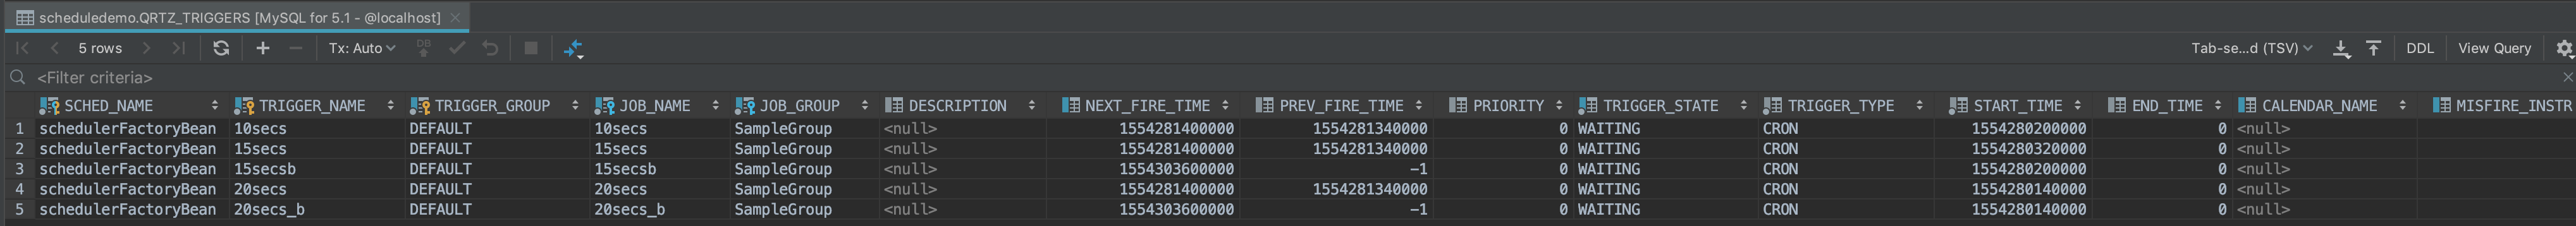 scheduledemo.QRTZ_TRIGGERS [MySQL for 5.1 - @localhost]
5 rows Tx: Auto DB Tab-se...d (TSV) DDL View Query
<Filter criteria>
SCHED_NAME TRIGGER_NAME TRIGGER_GROUP JOB_NAME JOB_GROUP DESCRIPTION NEXT_FIRE_TIME PREV_FIRE_TIME PRIORITY TRIGGER_STATE TRIGGER_TYPE START_TIME END_TIME CALENDAR_NAME MISFIRE_INSTR
1 schedulerFactoryBean 10secs DEFAULT 10secs SampleGroup <null> 1554281400000 1554281340000 0 WAITING CRON 1554280200000 0 <null>
2 schedulerFactoryBean 15secs DEFAULT 15secs SampleGroup <null> 1554281400000 1554281340000 0 WAITING CRON 1554280320000 0 <null>
3 schedulerFactoryBean 15secsb DEFAULT 15secsb SampleGroup <null> 1554303600000 -1 0 WAITING CRON 1554280200000 0 <null>
4 schedulerFactoryBean 20secs DEFAULT 20secs SampleGroup <null> 1554281400000 1554281340000 0 WAITING CRON 1554280140000 0 <null>
5 schedulerFactoryBean 20secs_b DEFAULT 20secs_b SampleGroup <null> 1554303600000 -1 0 WAITING CRON 1554280140000 0 <null>